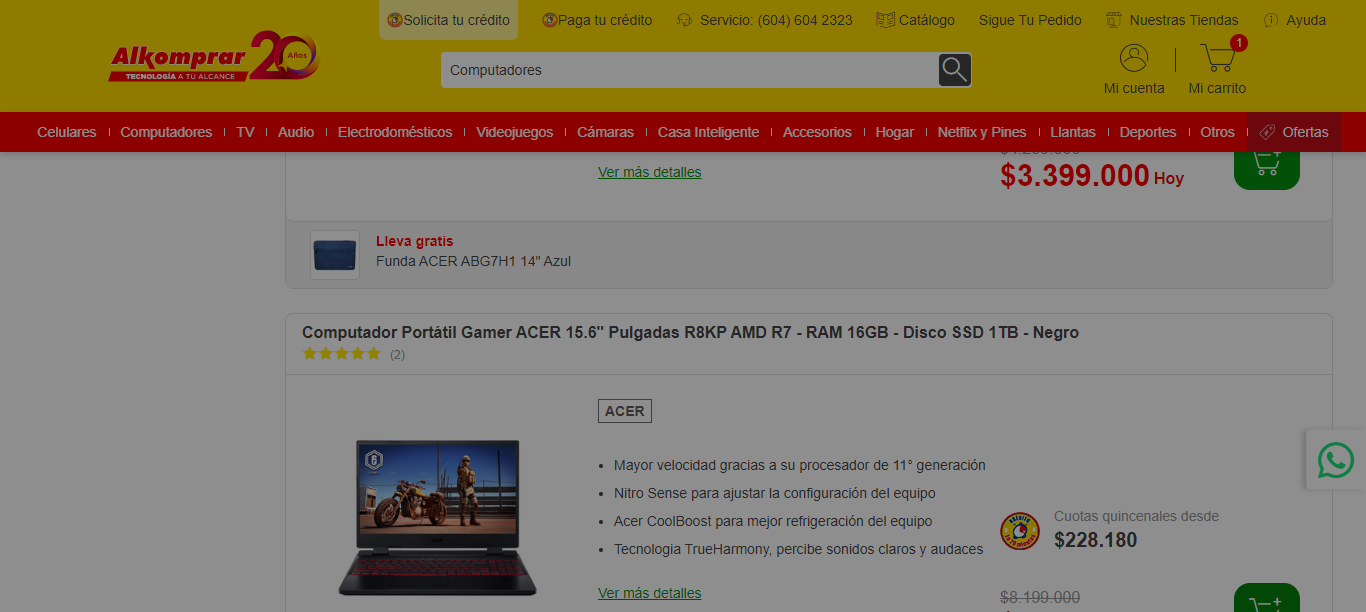 Solicita tu crédito
Paga tu crédito
Servicio: (604) 604 2323
Catálogo
Sigue Tu Pedido
Nuestras Tiendas
Ayuda
Alkomprar
TECNOLOGÍA A TU ALCANCE
20 Años
Computadores
Mi cuenta
1
Mi carrito
Celulares
Computadores
TV
Audio
Electrodomésticos
Videojuegos
Cámaras
Casa Inteligente
Accesorios
Hogar
Netflix y Pines
Llantas
Deportes
Otros
Ofertas
Ver más detalles
$3.399.000 Hoy
Lleva gratis
Funda ACER ABG7H1 14" Azul
Computador Portátil Gamer ACER 15.6" Pulgadas R8KP AMD R7 - RAM 16GB - Disco SSD 1TB - Negro
(2)
ACER
Mayor velocidad gracias a su procesador de 11° generación
Nitro Sense para ajustar la configuración del equipo
Acer CoolBoost para mejor refrigeración del equipo
Tecnologia TrueHarmony, percibe sonidos claros y audaces
Ver más detalles
Cuotas quincenales desde
$228.180
$8.199.000